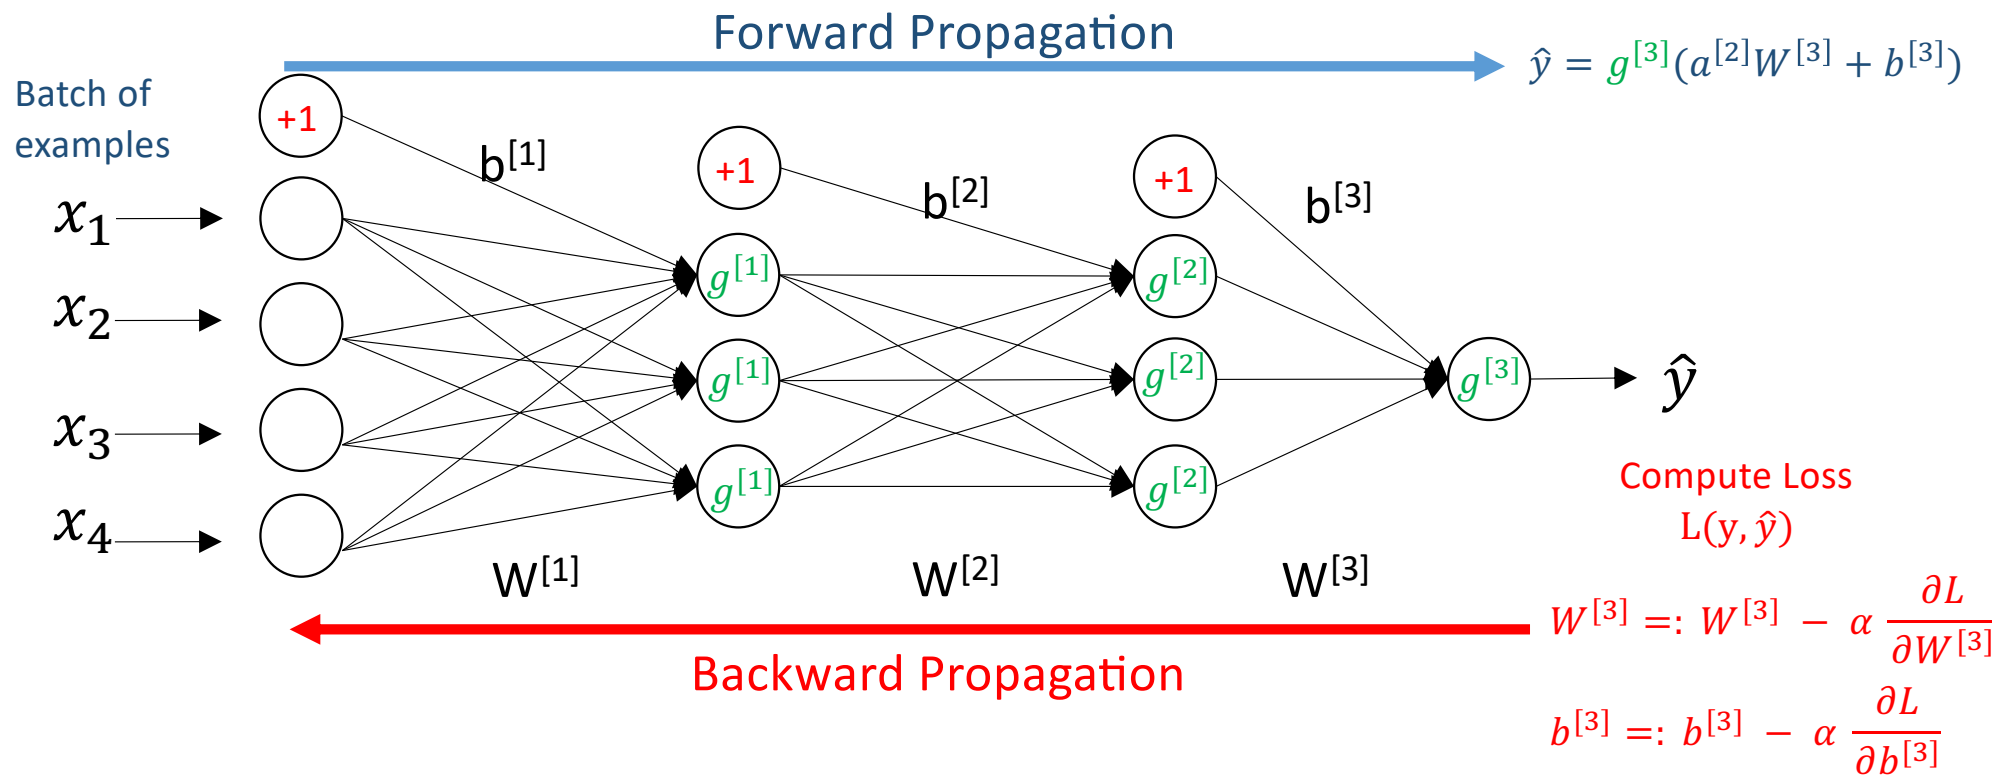 Forward Propagation
ŷ = g^[3](a^[2]W^[3] + b^[3])
Batch of
examples
+1
b^[1]
+1
b^[2]
+1
b^[3]
x₁
x₂
x₃
x₄
g^[1]
g^[1]
g^[1]
g^[2]
g^[2]
g^[2]
g^[3]
ŷ
Compute Loss
L(y, ŷ)
W^[1]
W^[2]
W^[3]
Backward Propagation
W^[3] =: W^[3] − α ∂L/∂W^[3]
b^[3] =: b^[3] − α ∂L/∂b^[3]